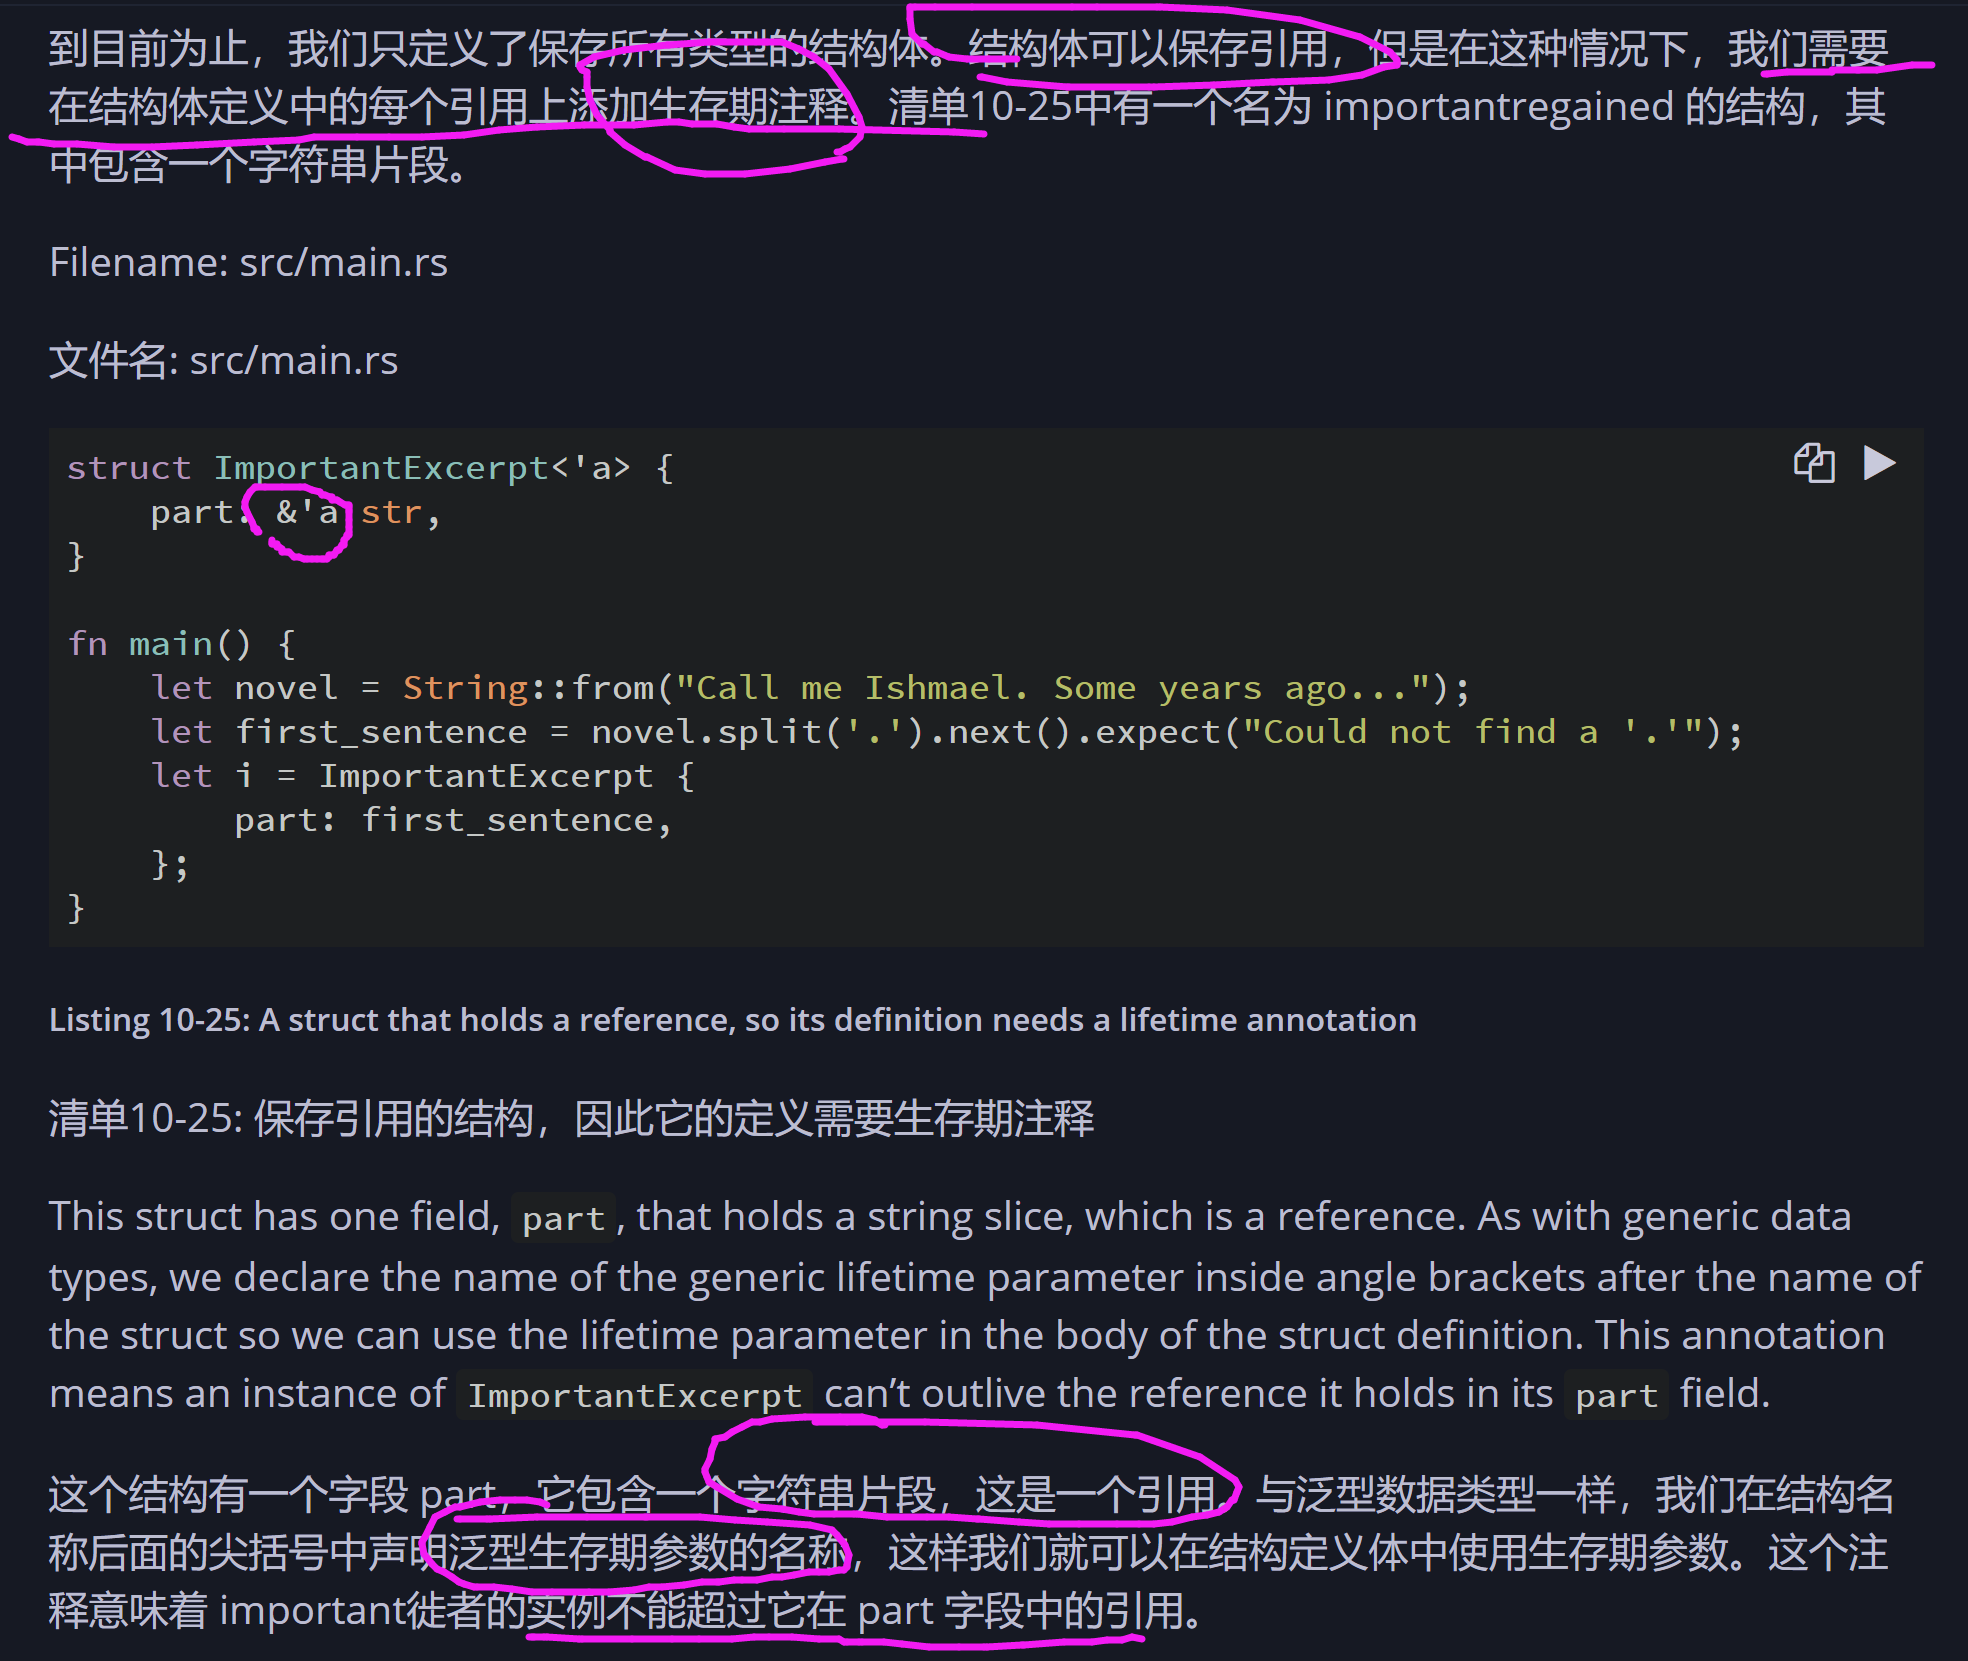 到目前为止，我们只定义了保存所有类型的结构体。结构体可以保存引用，但是在这种情况下，我们需要
在结构体定义中的每个引用上添加生存期注释。清单10-25中有一个名为 importantregained 的结构，其
中包含一个字符串片段。
Filename: src/main.rs
文件名: src/main.rs
struct ImportantExcerpt<'a> {
    part: &'a str,
}
fn main() {
    let novel = String::from("Call me Ishmael. Some years ago...");
    let first_sentence = novel.split('.').next().expect("Could not find a '.'");
    let i = ImportantExcerpt {
        part: first_sentence,
    };
}
Listing 10-25: A struct that holds a reference, so its definition needs a lifetime annotation
清单10-25: 保存引用的结构，因此它的定义需要生存期注释
This struct has one field, part, that holds a string slice, which is a reference. As with generic data
types, we declare the name of the generic lifetime parameter inside angle brackets after the name of
the struct so we can use the lifetime parameter in the body of the struct definition. This annotation
means an instance of ImportantExcerpt can’t outlive the reference it holds in its part field.
这个结构有一个字段 part，它包含一个字符串片段，这是一个引用。与泛型数据类型一样，我们在结构名
称后面的尖括号中声明泛型生存期参数的名称，这样我们就可以在结构定义体中使用生存期参数。这个注
释意味着 important徙者的实例不能超过它在 part 字段中的引用。